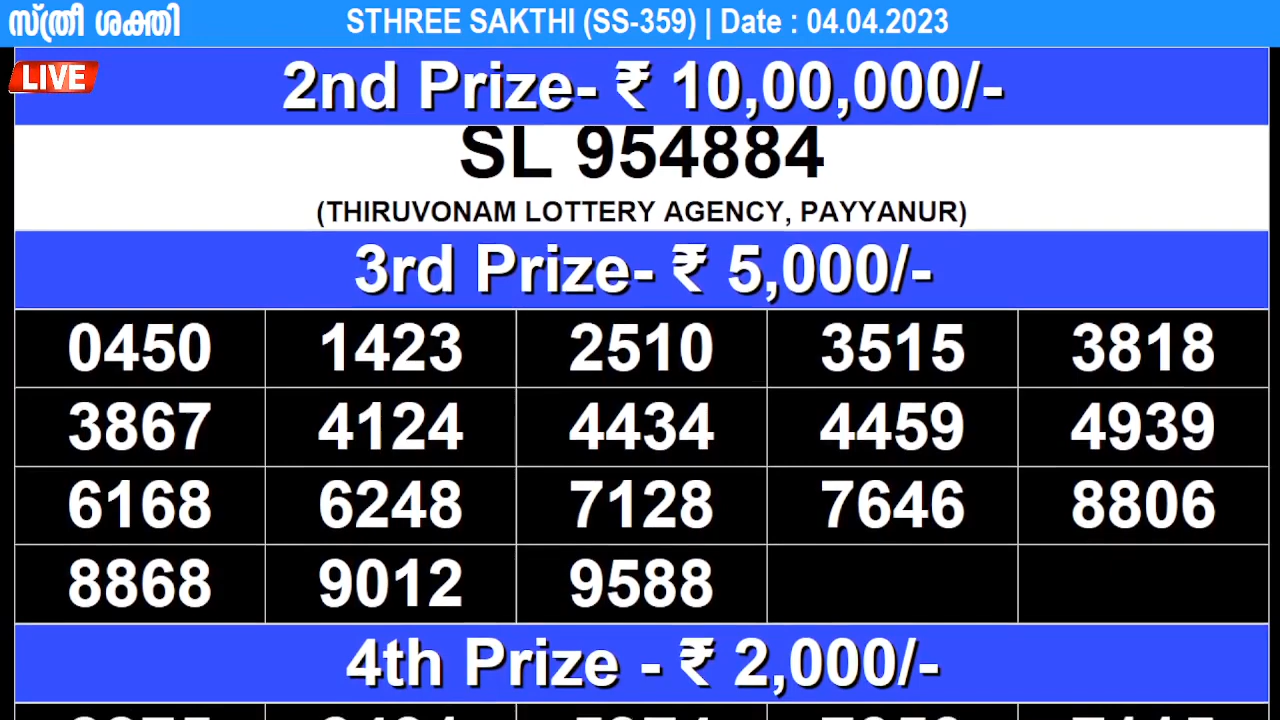 സ്ത്രീ ശക്തി STHREE SAKTHI (SS-359) | Date : 04.04.2023
LIVE
2nd Prize- ₹ 10,00,000/-
SL 954884
(THIRUVONAM LOTTERY AGENCY, PAYYANUR)
3rd Prize- ₹ 5,000/-
0450 1423 2510 3515 3818
3867 4124 4434 4459 4939
6168 6248 7128 7646 8806
8868 9012 9588
4th Prize - ₹ 2,000/-